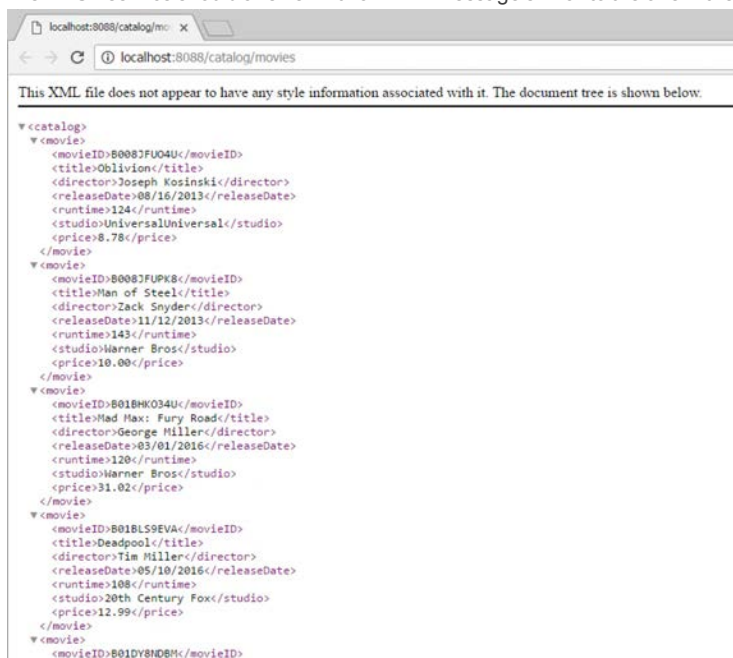 localhost:8088/catalog/mo
localhost:8088/catalog/movies
This XML file does not appear to have any style information associated with it. The document tree is shown below.
<catalog>
<movie>
<movieID>B008JFUO4U</movieID>
<title>Oblivion</title>
<director>Joseph Kosinski</director>
<releaseDate>08/16/2013</releaseDate>
<runtime>124</runtime>
<studio>UniversalUniversal</studio>
<price>8.78</price>
</movie>
<movie>
<movieID>B008JFUPK8</movieID>
<title>Man of Steel</title>
<director>Zack Snyder</director>
<releaseDate>11/12/2013</releaseDate>
<runtime>143</runtime>
<studio>Warner Bros</studio>
<price>10.00</price>
</movie>
<movie>
<movieID>B01BHKO34U</movieID>
<title>Mad Max: Fury Road</title>
<director>George Miller</director>
<releaseDate>03/01/2016</releaseDate>
<runtime>120</runtime>
<studio>Warner Bros</studio>
<price>31.02</price>
</movie>
<movie>
<movieID>B01BLS9EVA</movieID>
<title>Deadpool</title>
<director>Tim Miller</director>
<releaseDate>05/10/2016</releaseDate>
<runtime>108</runtime>
<studio>20th Century Fox</studio>
<price>12.99</price>
</movie>
<movie>
<movieID>B01DY8NDBM</movieID>